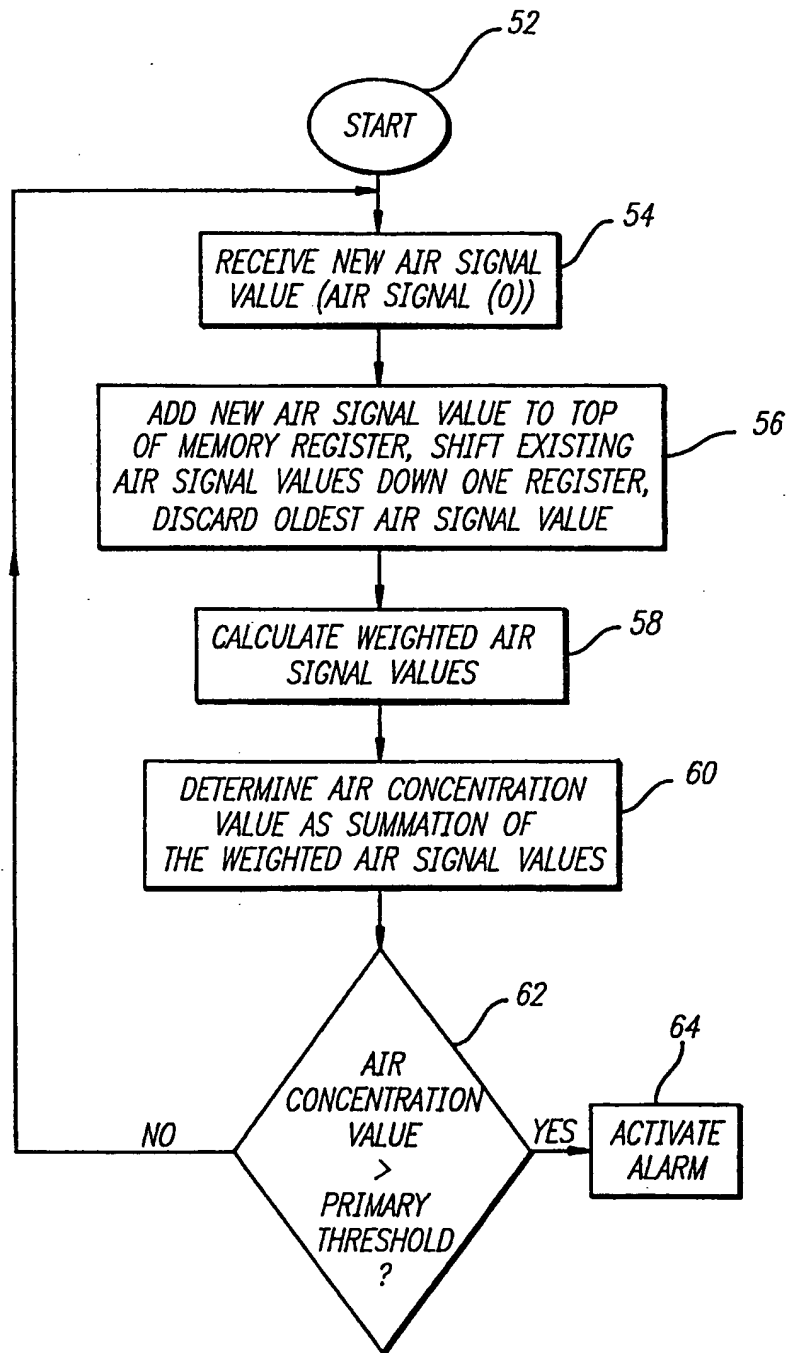 52
START
54
RECEIVE NEW AIR SIGNAL
VALUE (AIR SIGNAL (0))
56
ADD NEW AIR SIGNAL VALUE TO TOP
OF MEMORY REGISTER, SHIFT EXISTING
AIR SIGNAL VALUES DOWN ONE REGISTER,
DISCARD OLDEST AIR SIGNAL VALUE
58
CALCULATE WEIGHTED AIR
SIGNAL VALUES
60
DETERMINE AIR CONCENTRATION
VALUE AS SUMMATION OF
THE WEIGHTED AIR SIGNAL VALUES
62
AIR
CONCENTRATION
VALUE
>
PRIMARY
THRESHOLD
?
NO
YES
64
ACTIVATE
ALARM